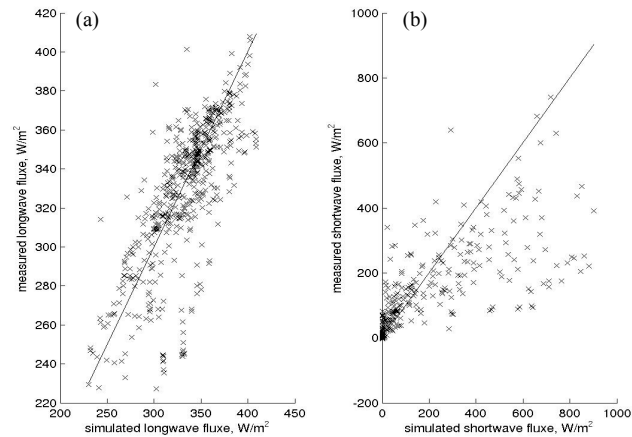 (a)
420
400
380
360
340
320
300
280
260
240
220
200 250 300 350 400 450
measured longwave fluxe, W/m²
simulated longwave fluxe, W/m²
(b)
1000
800
600
400
200
0
-200
0 200 400 600 800 1000
measured shortwave fluxe, W/m²
simulated shortwave fluxe, W/m²